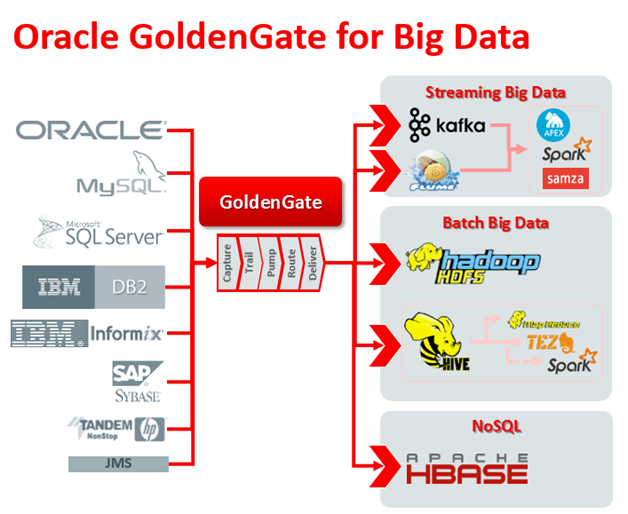 Oracle GoldenGate for Big Data
ORACLE
MySQL
Microsoft
SQL Server
IBM DB2
IBM Informix
SAP
SYBASE
TANDEM
NonStop
hp
JMS
GoldenGate
Capture
Trail
Pump
Route
Deliver
Streaming Big Data
kafka
FLUME
APEX
Spark
samza
Batch Big Data
hadoop
HDFS
HIVE
Map Reduce
TEZ
Spark
NoSQL
APACHE
HBASE